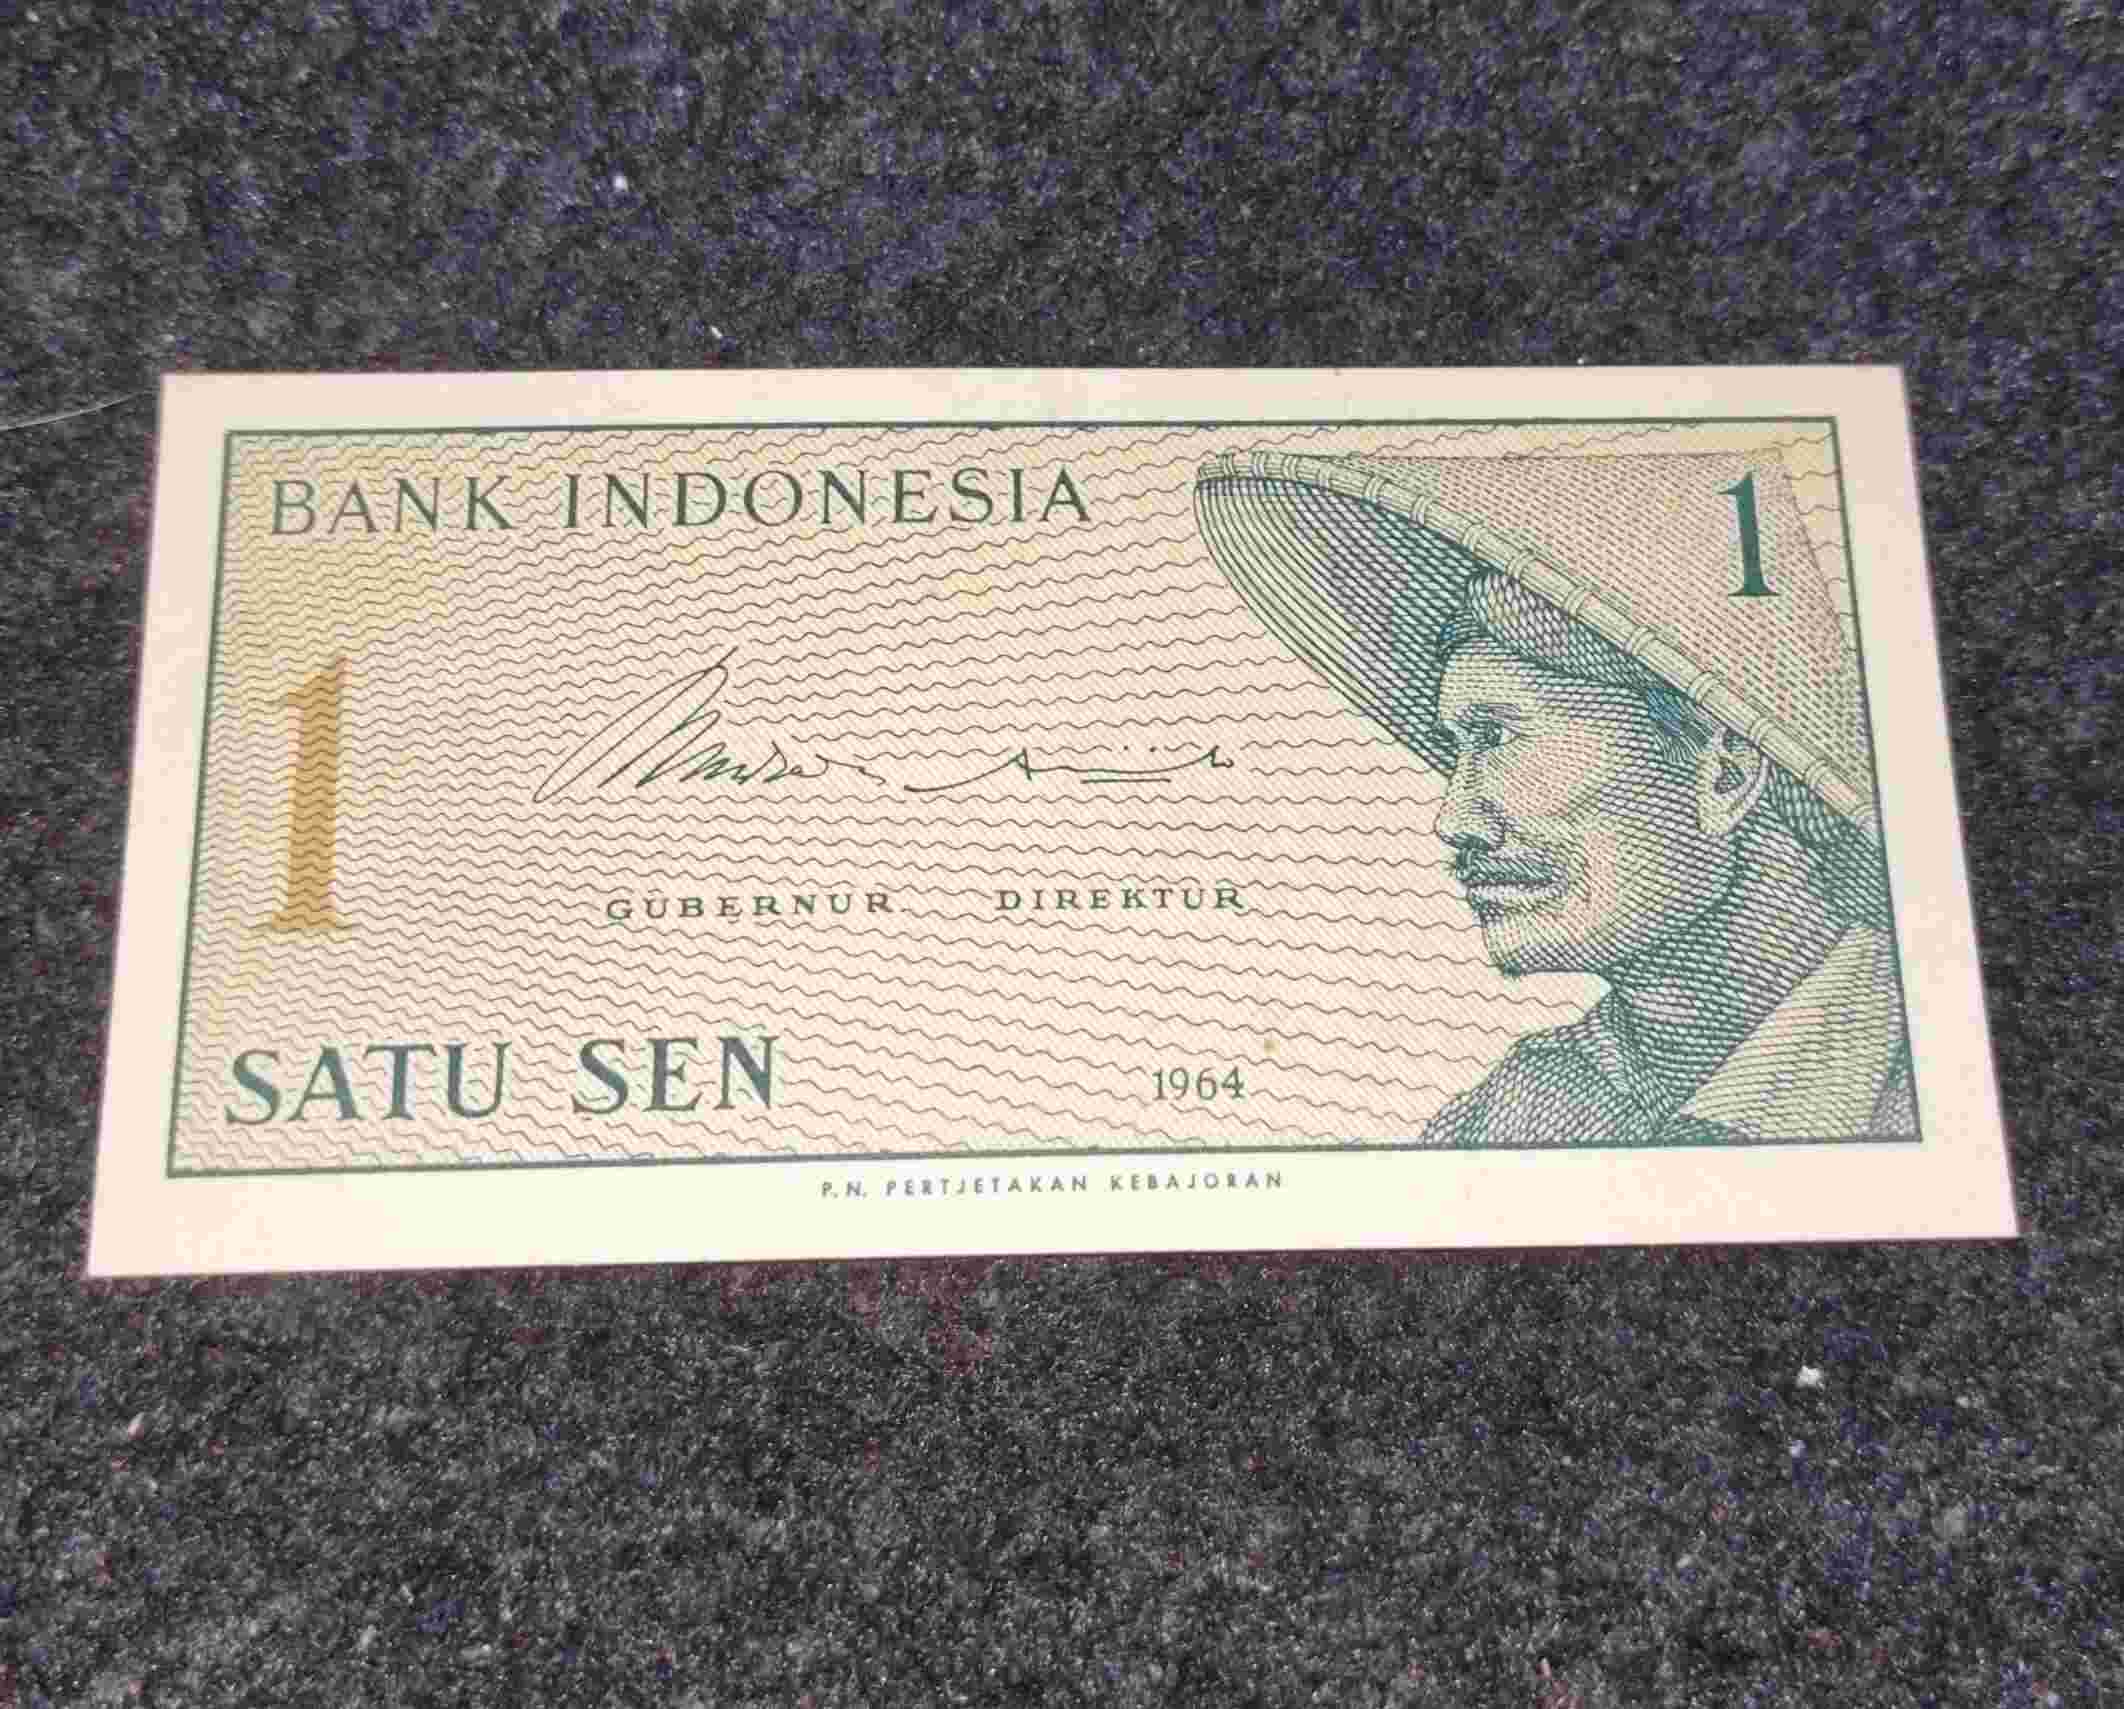 BANK INDONESIA
1
1
GUBERNUR DIREKTUR
SATU SEN
1964
P.N. PERTJETAKAN KEBAJORAN